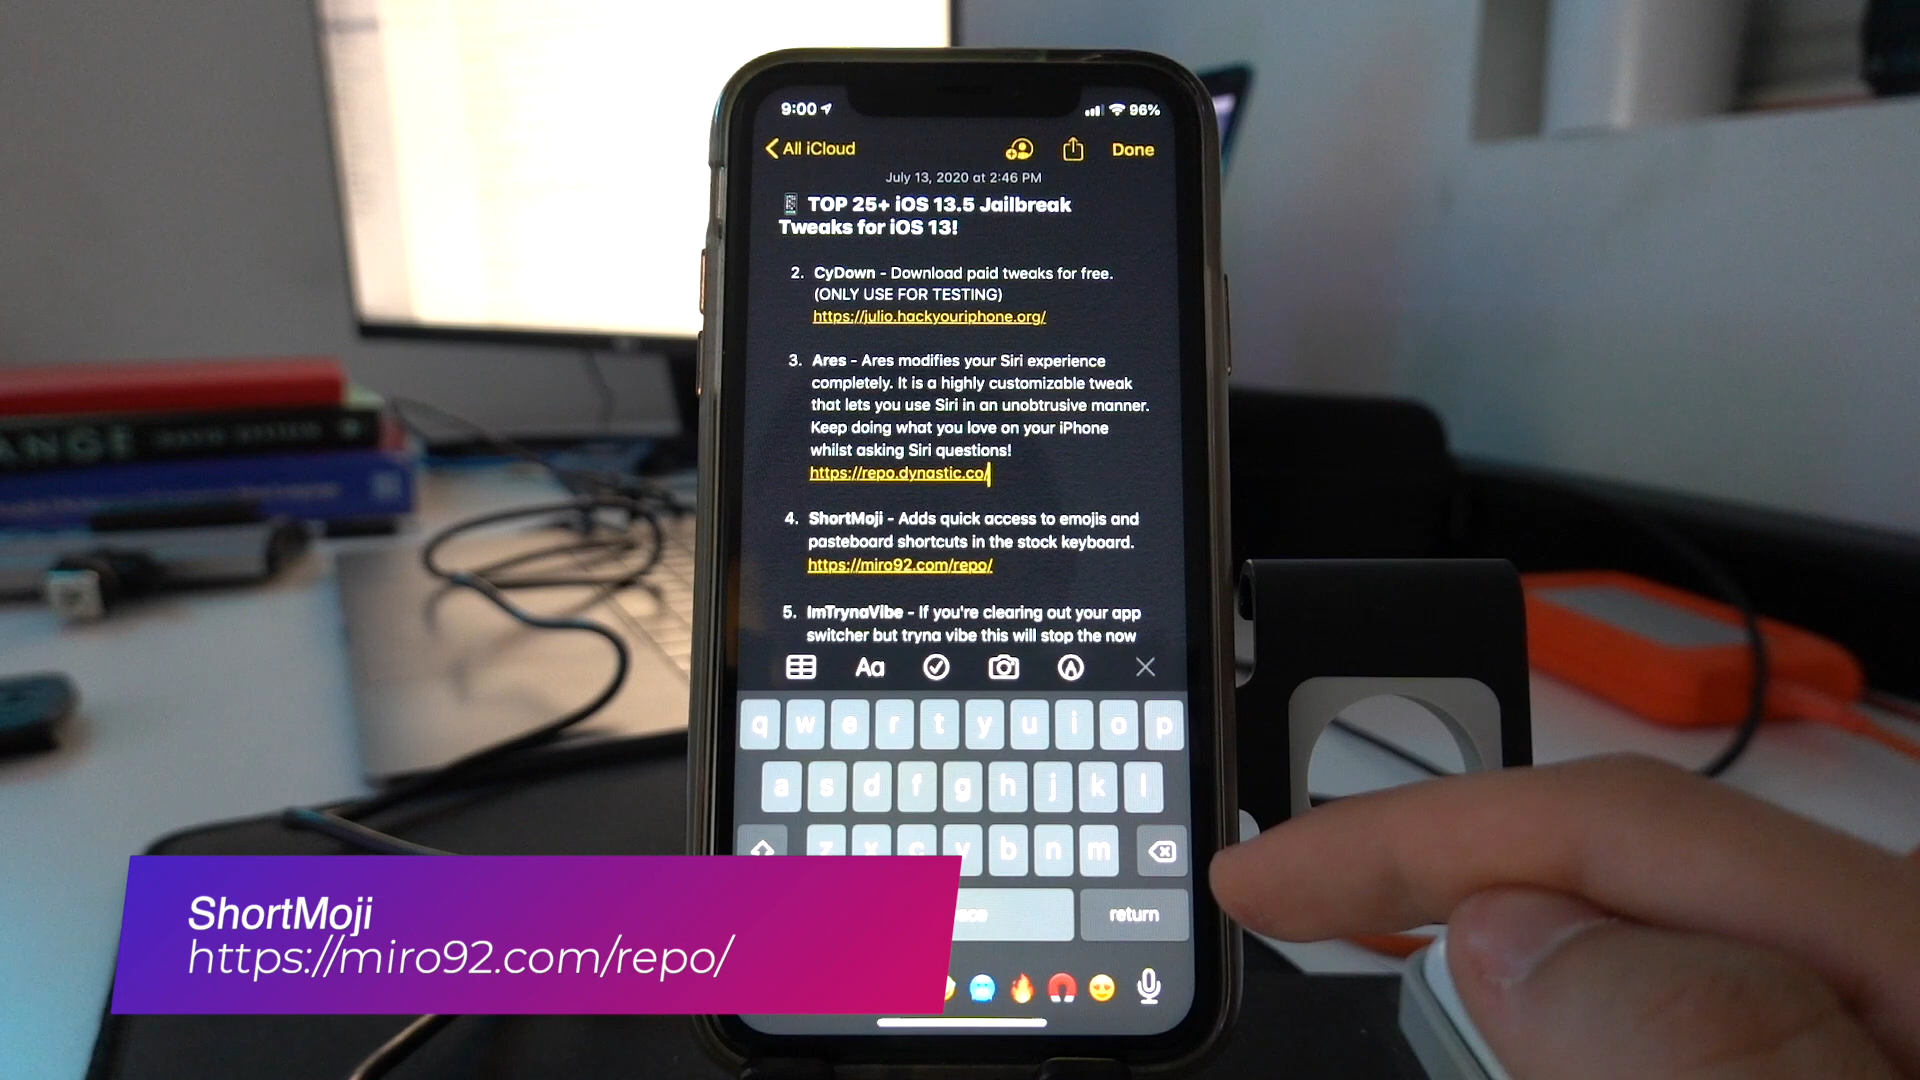 9:00
96%
All iCloud
Done
July 13, 2020 at 2:46 PM
TOP 25+ iOS 13.5 Jailbreak
Tweaks for iOS 13!
2. CyDown - Download paid tweaks for free.
(ONLY USE FOR TESTING)
https://julio.hackyouriphone.org/
3. Ares - Ares modifies your Siri experience
completely. It is a highly customizable tweak
that lets you use Siri in an unobtrusive manner.
Keep doing what you love on your iPhone
whilst asking Siri questions!
https://repo.dynastic.co/
4. ShortMoji - Adds quick access to emojis and
pasteboard shortcuts in the stock keyboard.
https://miro92.com/repo/
5. ImTrynaVibe - If you're clearing out your app
switcher but tryna vibe this will stop the now
Aa
q w e r t y u i o p
a s d f g h j k l
z x c v b n m
return
ShortMoji
https://miro92.com/repo/